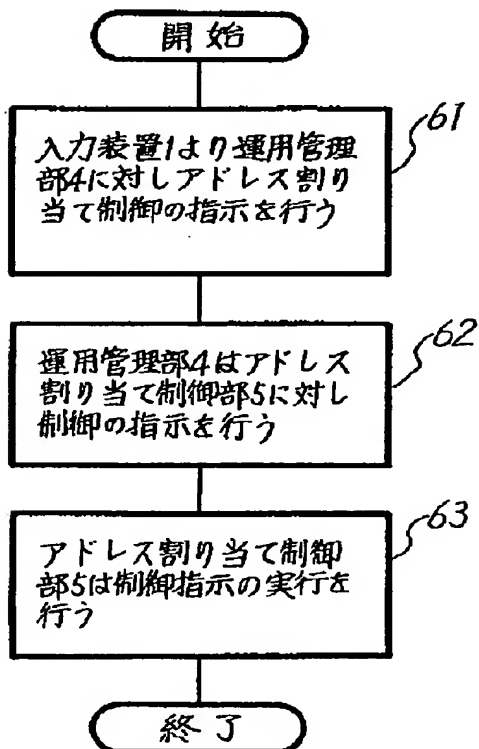 開始
61
入力装置1より運用管理
部4に対しアドレス割り
当て制御の指示を行う
62
運用管理部4はアドレス
割り当て制御部5に対し
制御の指示を行う
63
アドレス割り当て制御
部5は制御指示の実行を
行う
終了